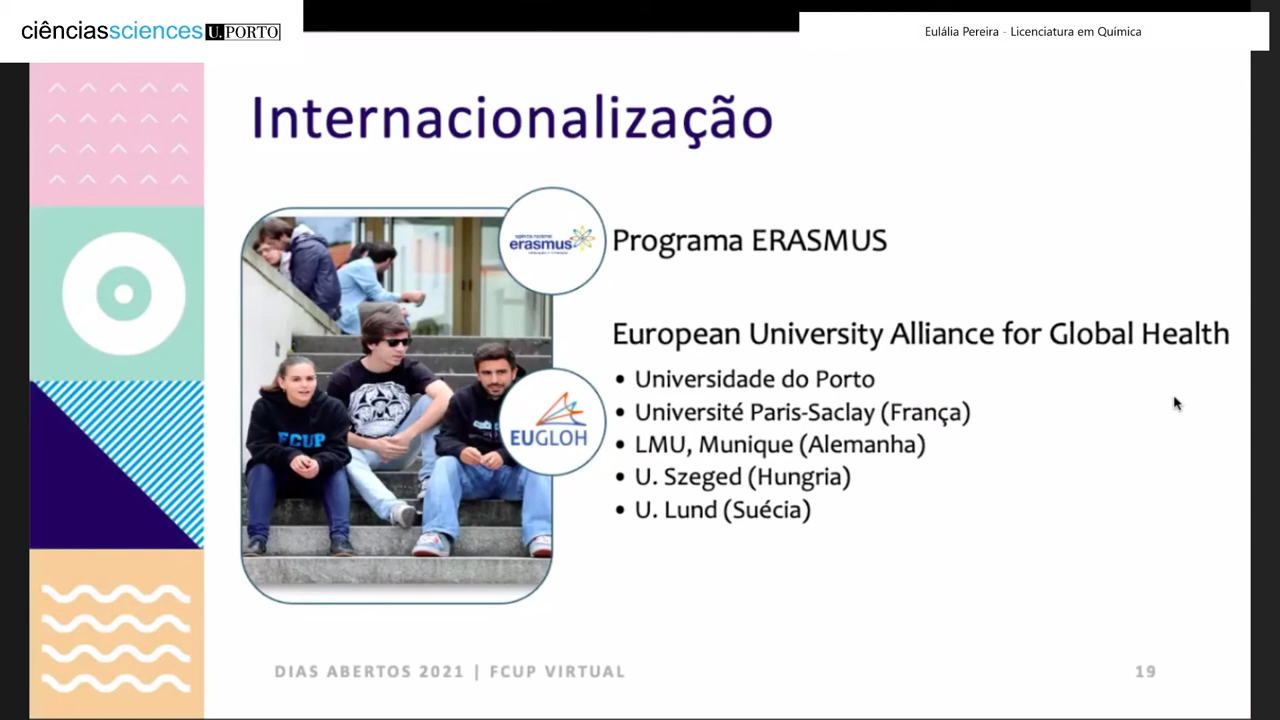 ciênciassciences U.PORTO
Eulália Pereira - Licenciatura em Química
Internacionalização
erasmus
Programa ERASMUS
European University Alliance for Global Health
• Universidade do Porto
• Université Paris-Saclay (França)
• LMU, Munique (Alemanha)
• U. Szeged (Hungria)
• U. Lund (Suécia)
FCUP
EUGLOH
DIAS ABERTOS 2021 | FCUP VIRTUAL
19